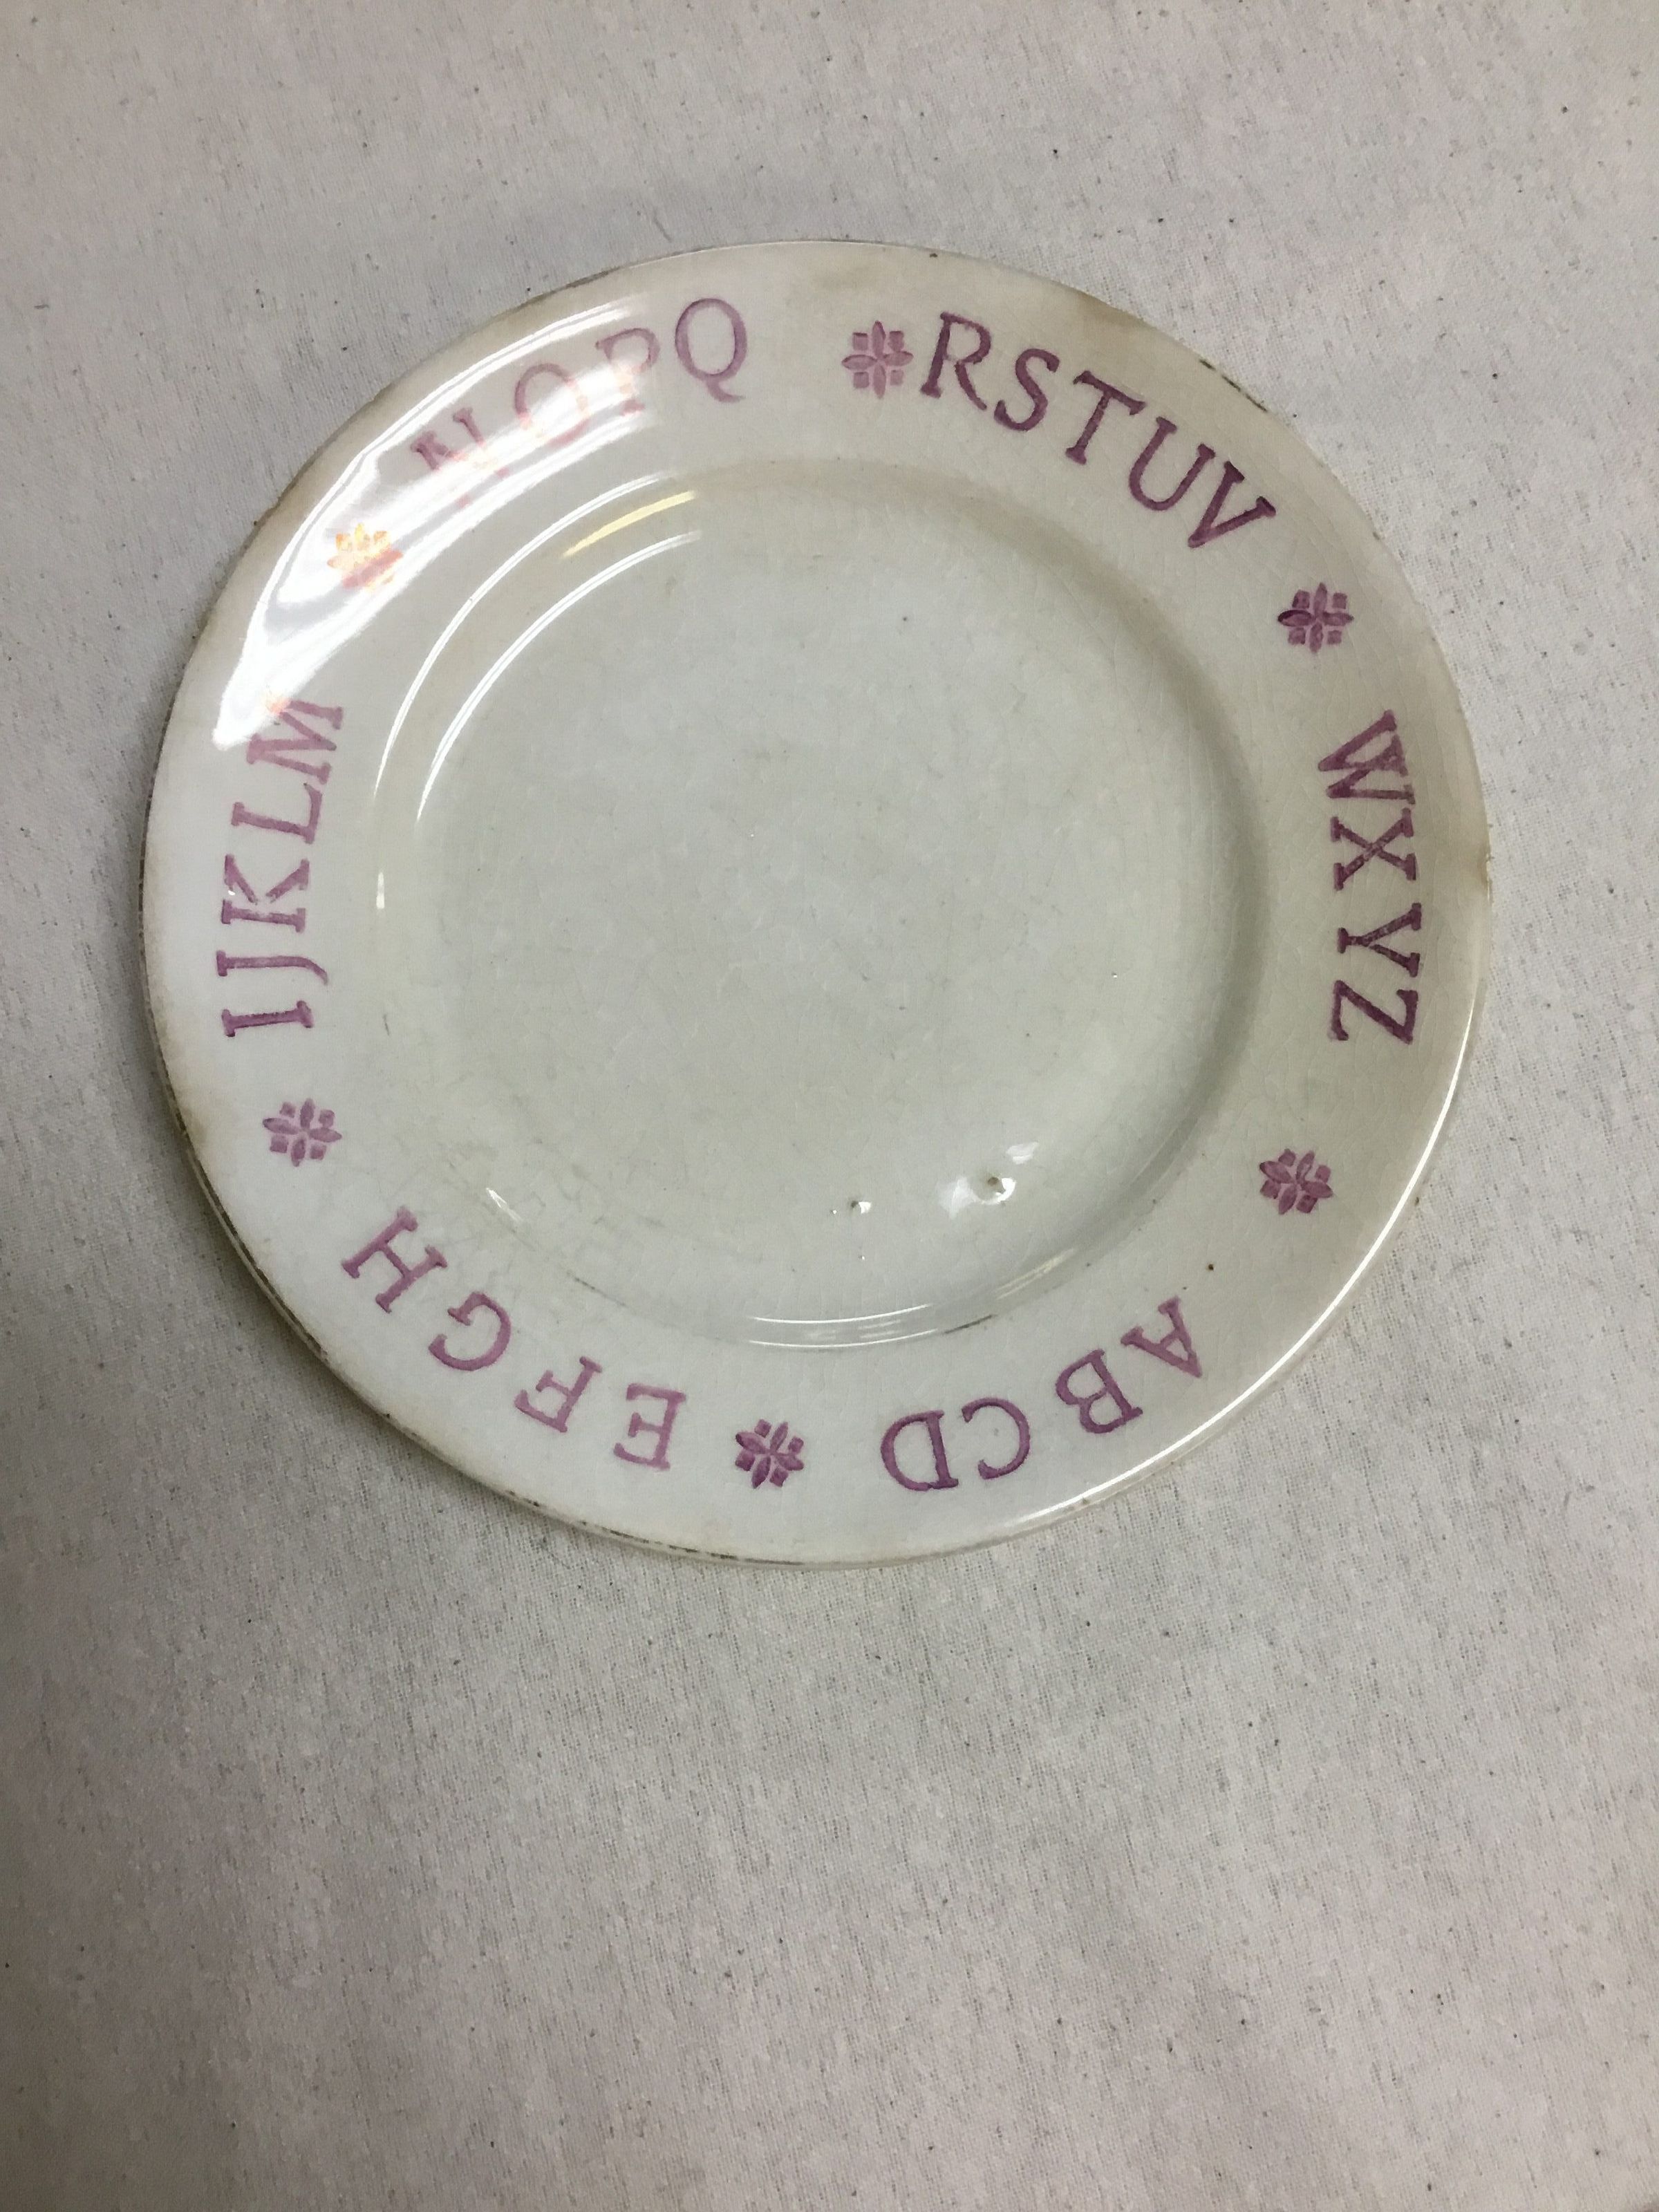 ABCD
EFGH
IJKLM
NOPQ
RSTUV
WXYZ